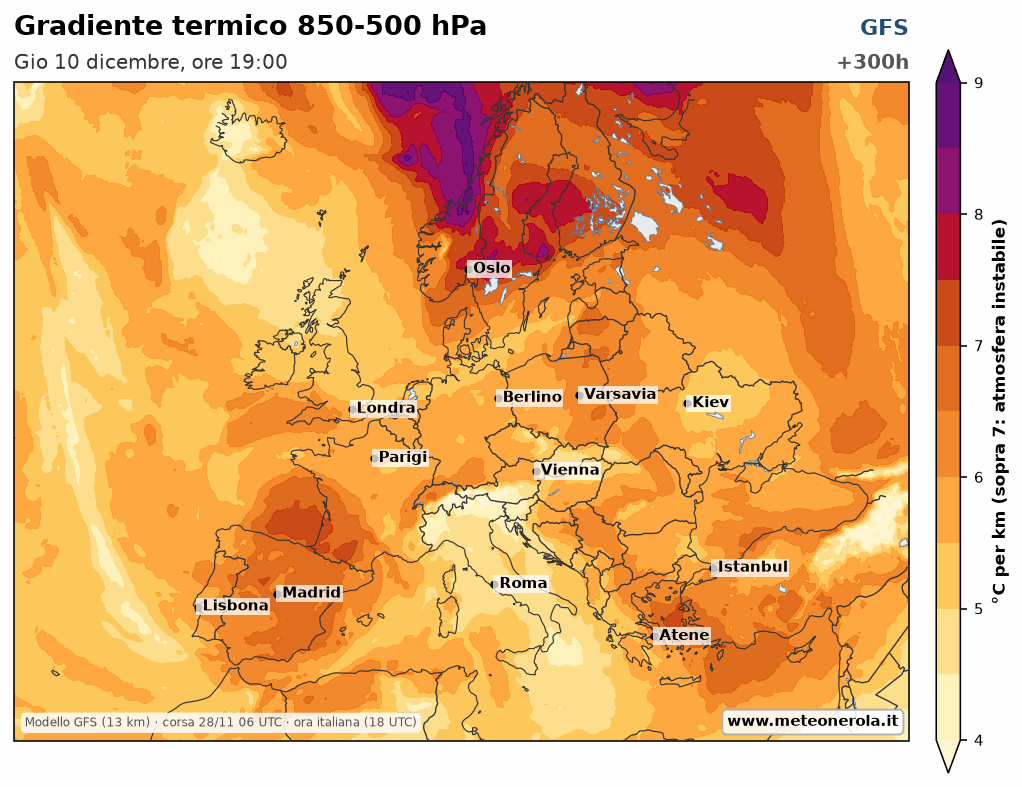 Gradiente termico 850-500 hPa
GFS
Gio 10 dicembre, ore 19:00
+300h
9
8
7
6
5
4
°C per km (sopra 7: atmosfera instabile)
Oslo
Berlino
Varsavia
Kiev
Londra
Parigi
Vienna
Istanbul
Roma
Madrid
Lisbona
Atene
Modello GFS (13 km) · corsa 28/11 06 UTC · ora italiana (18 UTC)
www.meteonerola.it